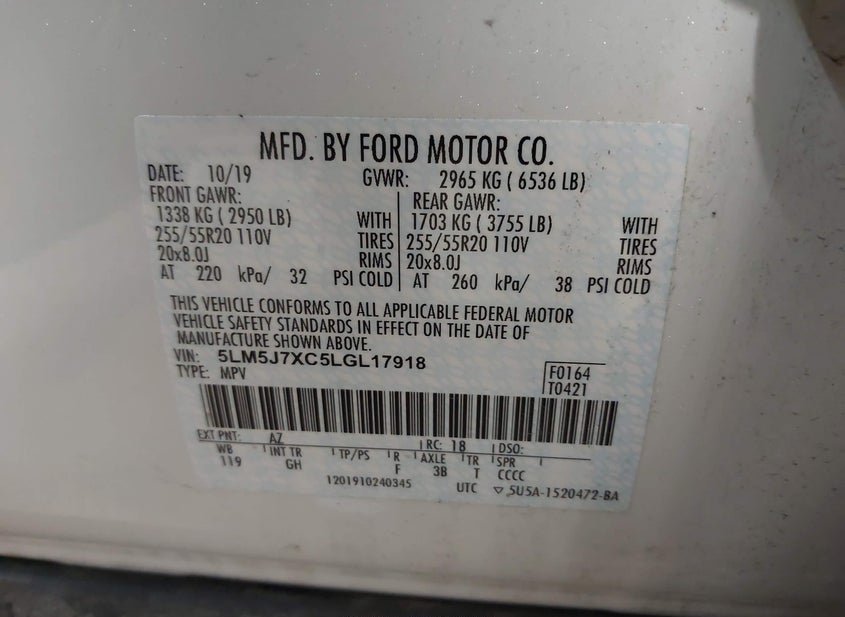 MFD. BY FORD MOTOR CO.
DATE: 10/19 GVWR: 2965 KG ( 6536 LB)
FRONT GAWR: REAR GAWR:
1338 KG ( 2950 LB) WITH 1703 KG ( 3755 LB) WITH
255/55R20 110V TIRES 255/55R20 110V TIRES
20x8.0J RIMS 20x8.0J RIMS
AT 220 kPa/ 32 PSI COLD AT 260 kPa/ 38 PSI COLD
THIS VEHICLE CONFORMS TO ALL APPLICABLE FEDERAL MOTOR
VEHICLE SAFETY STANDARDS IN EFFECT ON THE DATE OF
MANUFACTURE SHOWN ABOVE.
VIN: 5LM5J7XC5LGL17918
TYPE: MPV F0164
T0421
EXT PNT: AZ RC: 18 DSO:
WB INT TR TP/PS R AXLE TR SPR
119 GH F 3B T CCCC
1201910240345 UTC ▽ 5U5A-1520472-BA